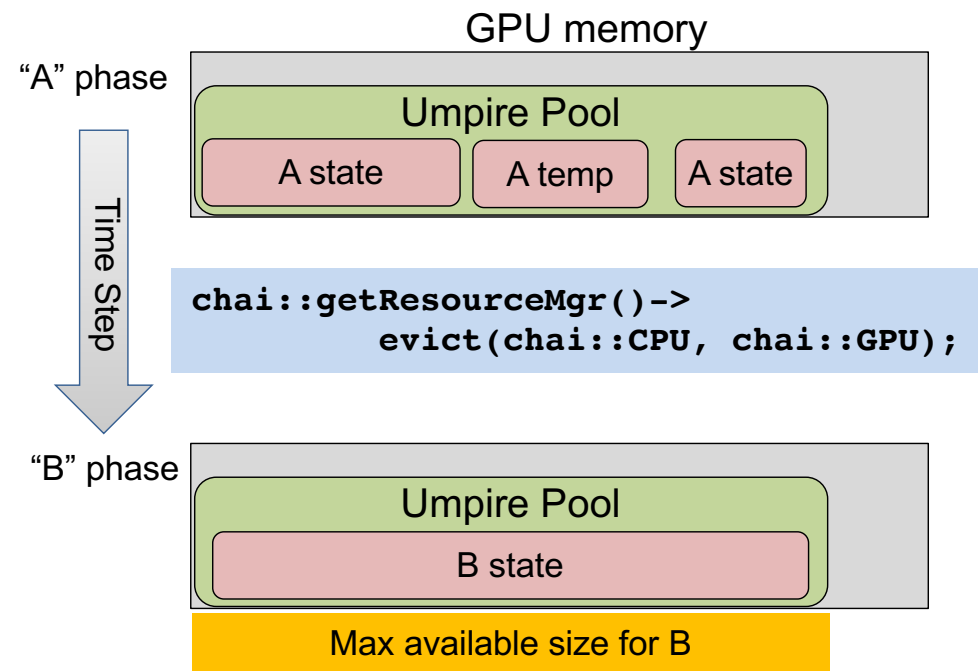 GPU memory
“A” phase
Umpire Pool
A state
A temp
A state
Time Step
chai::getResourceMgr()->
evict(chai::CPU, chai::GPU);
“B” phase
Umpire Pool
B state
Max available size for B